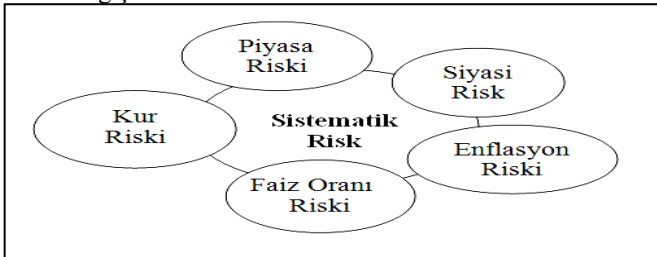 Piyasa
Riski
Siyasi
Risk
Kur
Riski
Sistematik
Risk
Enflasyon
Riski
Faiz Oranı
Riski